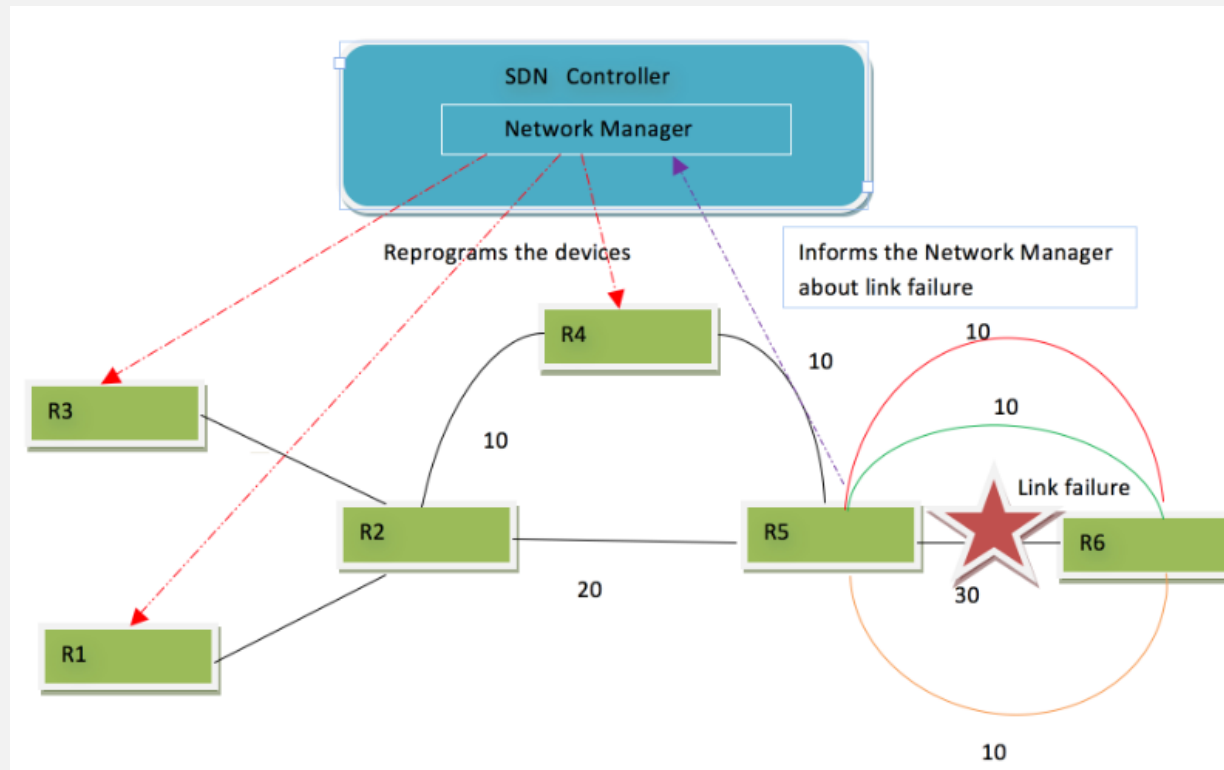 SDN Controller
Network Manager
Reprograms the devices
Informs the Network Manager
about link failure
R4
10
10
R3
10
10
Link failure
R2
R5
R6
20
30
R1
10